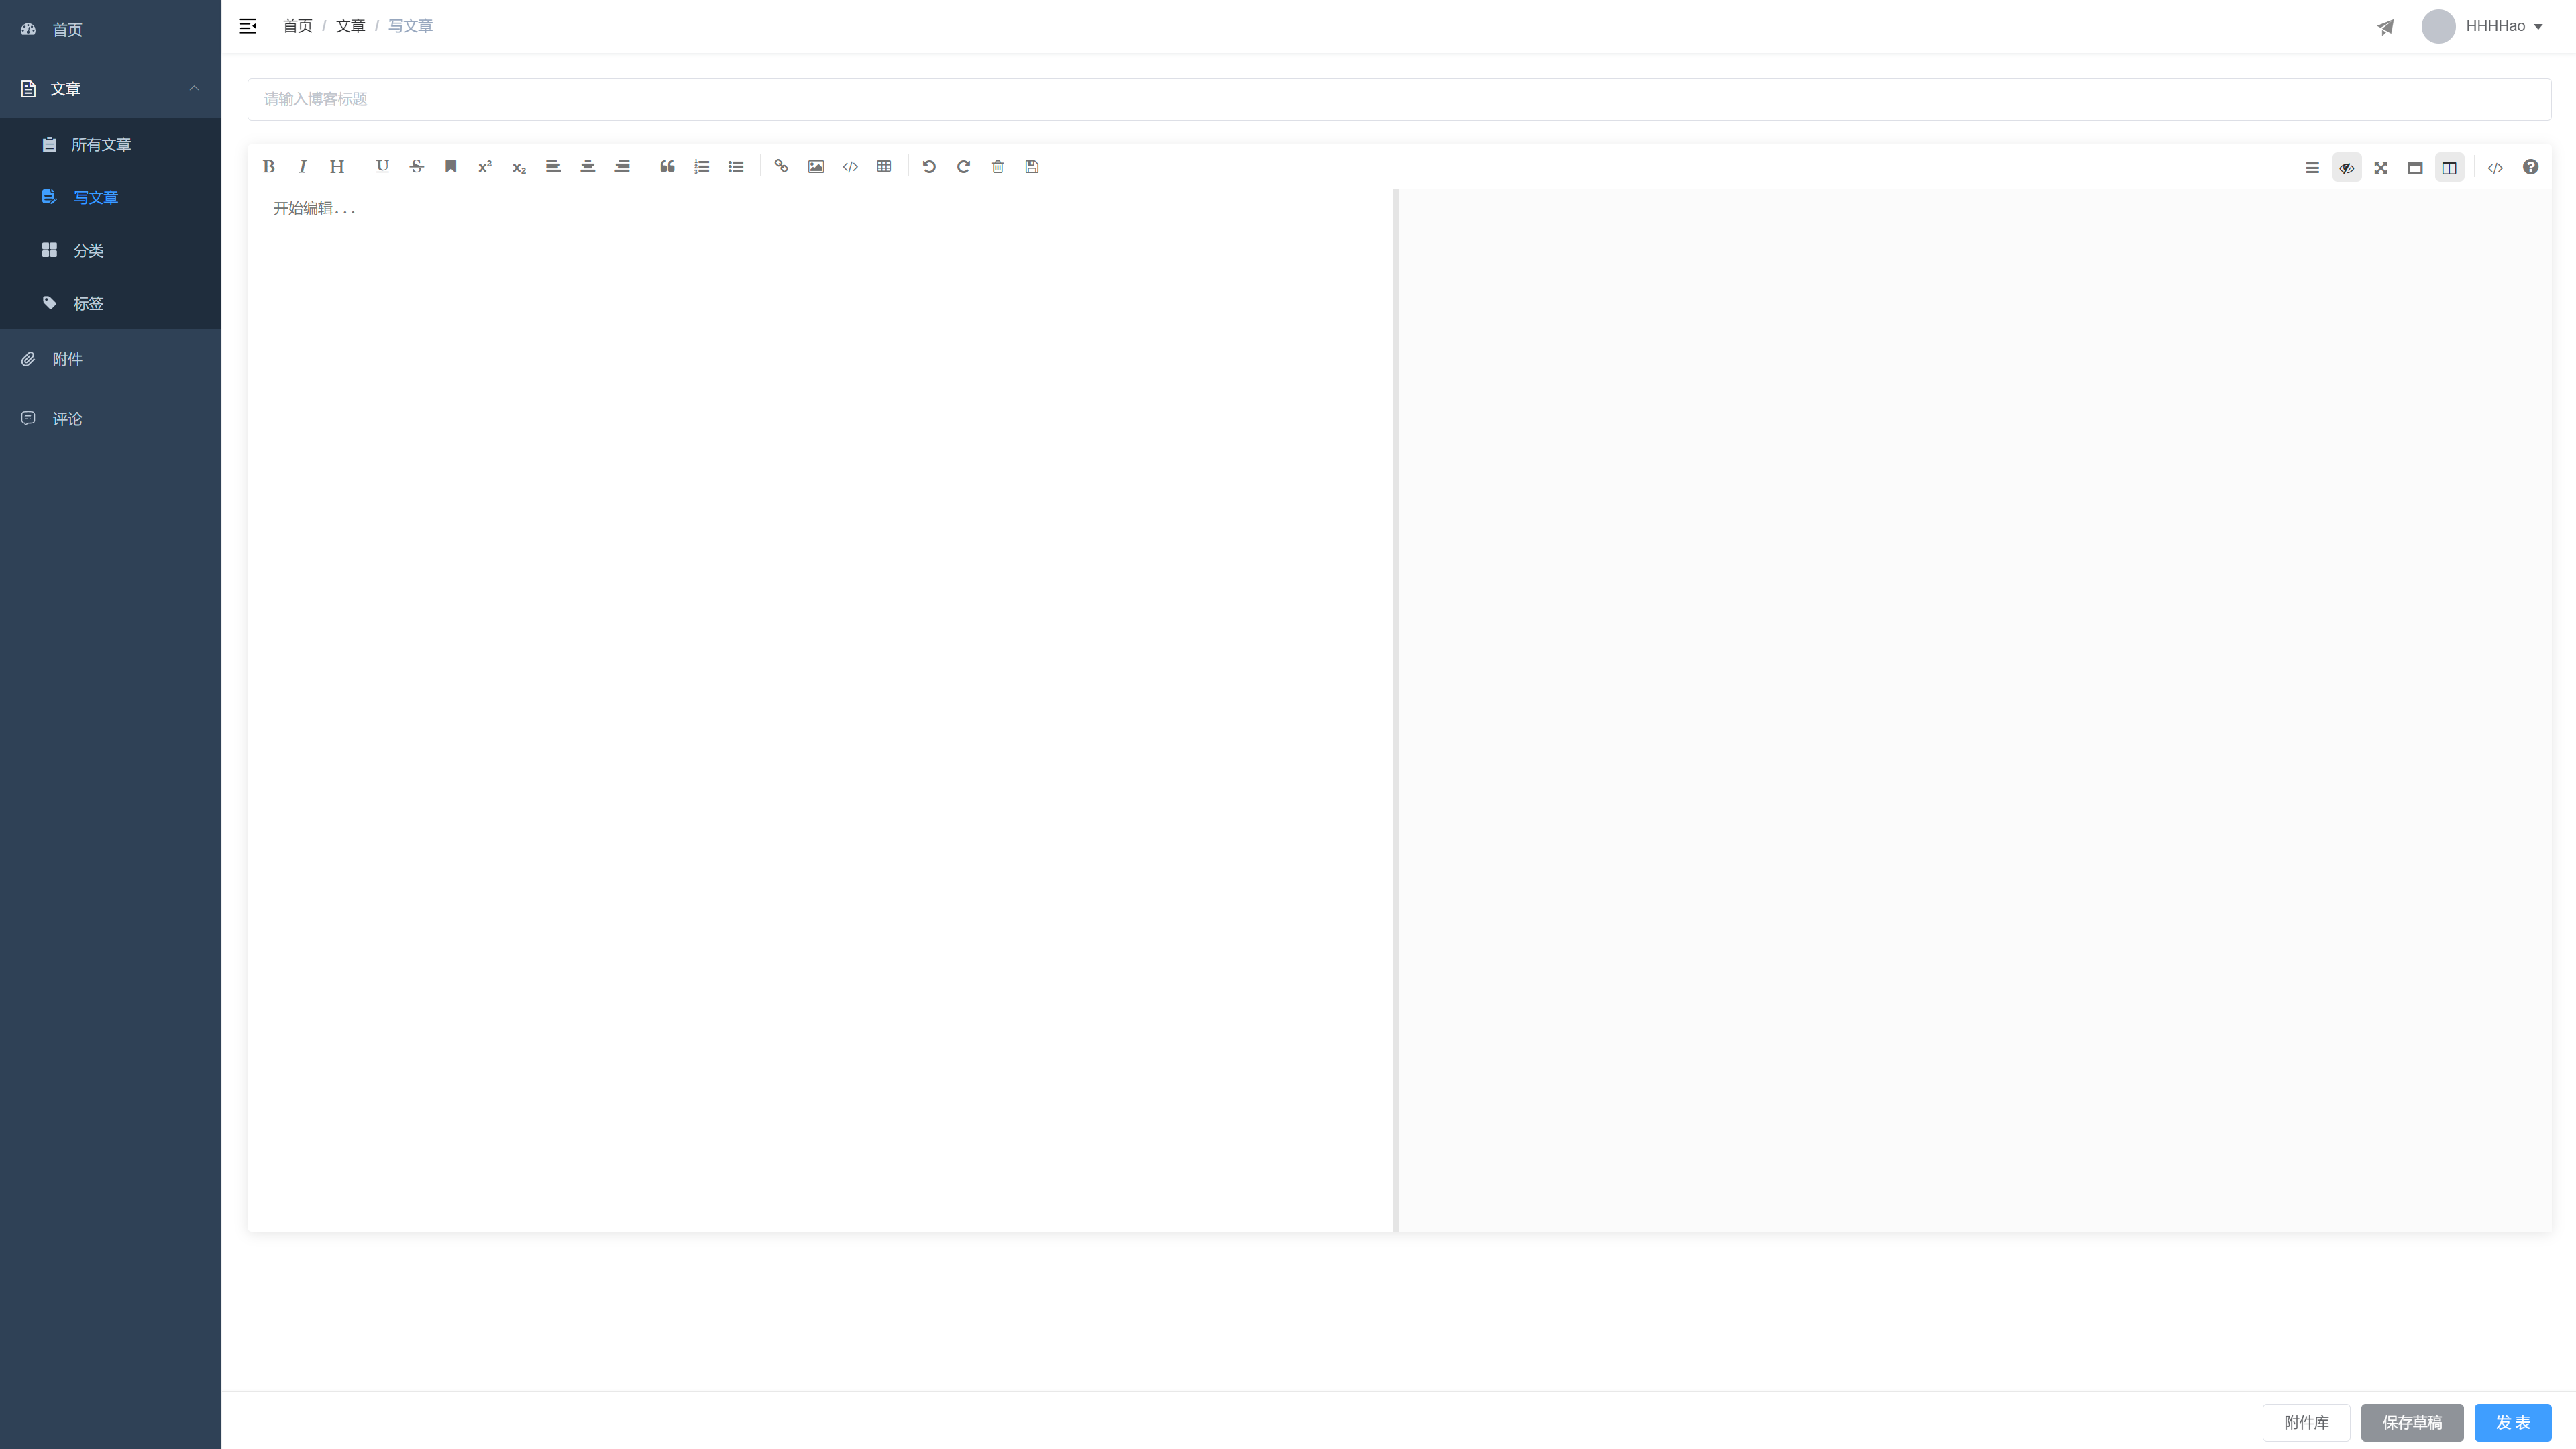 首页
文章
所有文章
写文章
分类
标签
附件
评论
首页 / 文章 / 写文章
HHHHao
请输入博客标题
开始编辑...
附件库
保存草稿
发 表